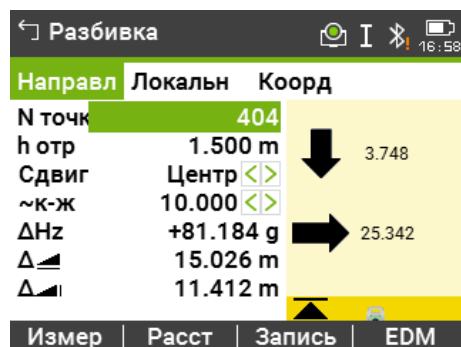 Разбивка I 16:58
Направл Локальн Коорд
N точк 404
h отр 1.500 m
Сдвиг Центр <>
~к-ж 10.000 <>
ΔHz +81.184 g
Δ 15.026 m
Δ 11.412 m
3.748
25.342
Измер | Расст | Запись | EDM